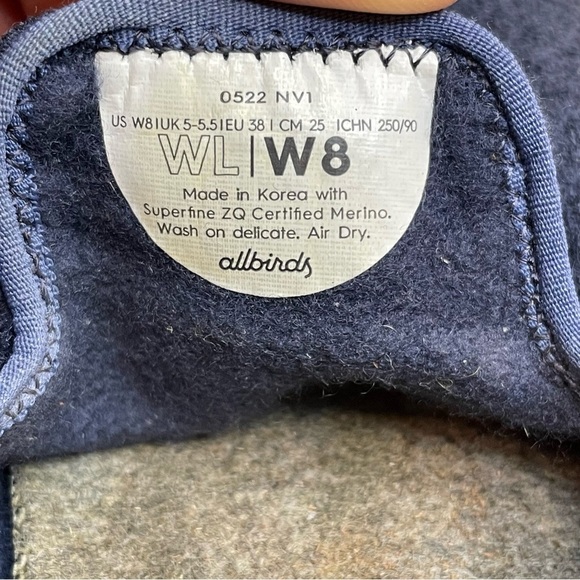 0522 NV1
US W8|UK 5-5.5|EU 38 | CM 25 |CHN 250/90
WL|W8
Made in Korea with
Superfine ZQ Certified Merino.
Wash on delicate. Air Dry.
allbirds